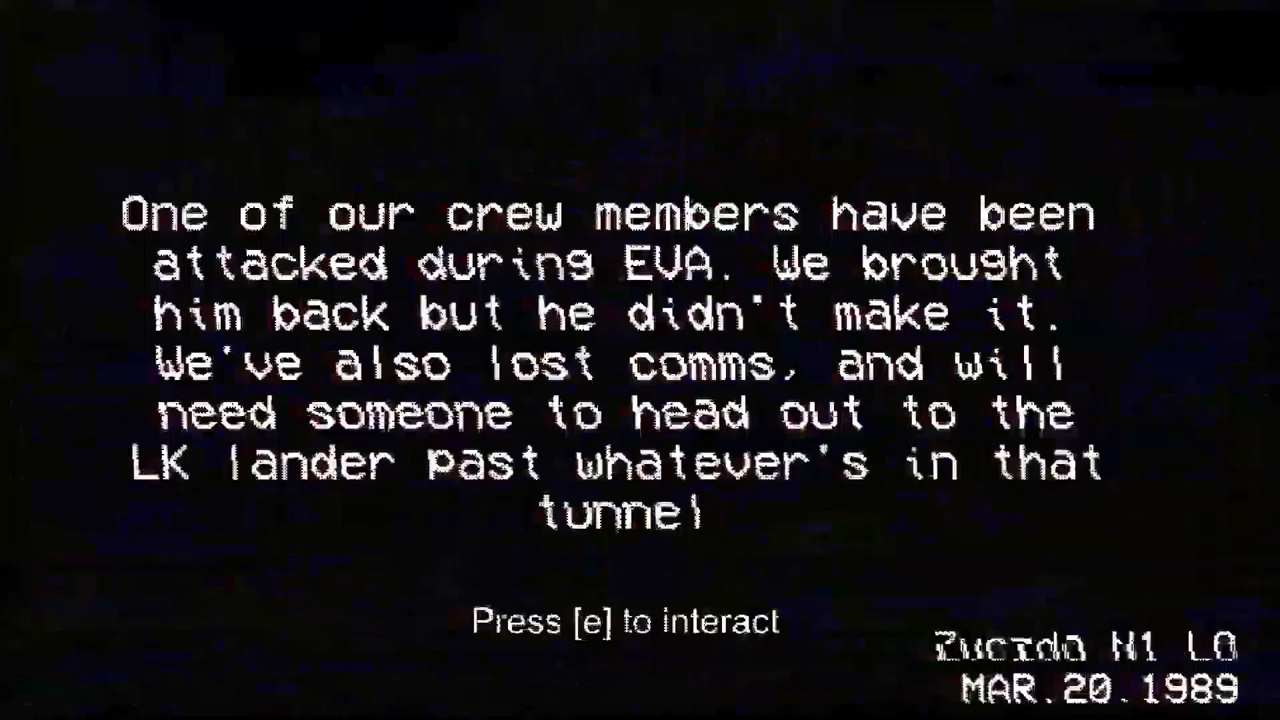 One of our crew members have been
attacked during EVA. We brought
him back but he didn't make it.
We've also lost comms, and will
need someone to head out to the
LK lander past whatever's in that
tunnel
Press [e] to interact
N1
MAR.20.1989